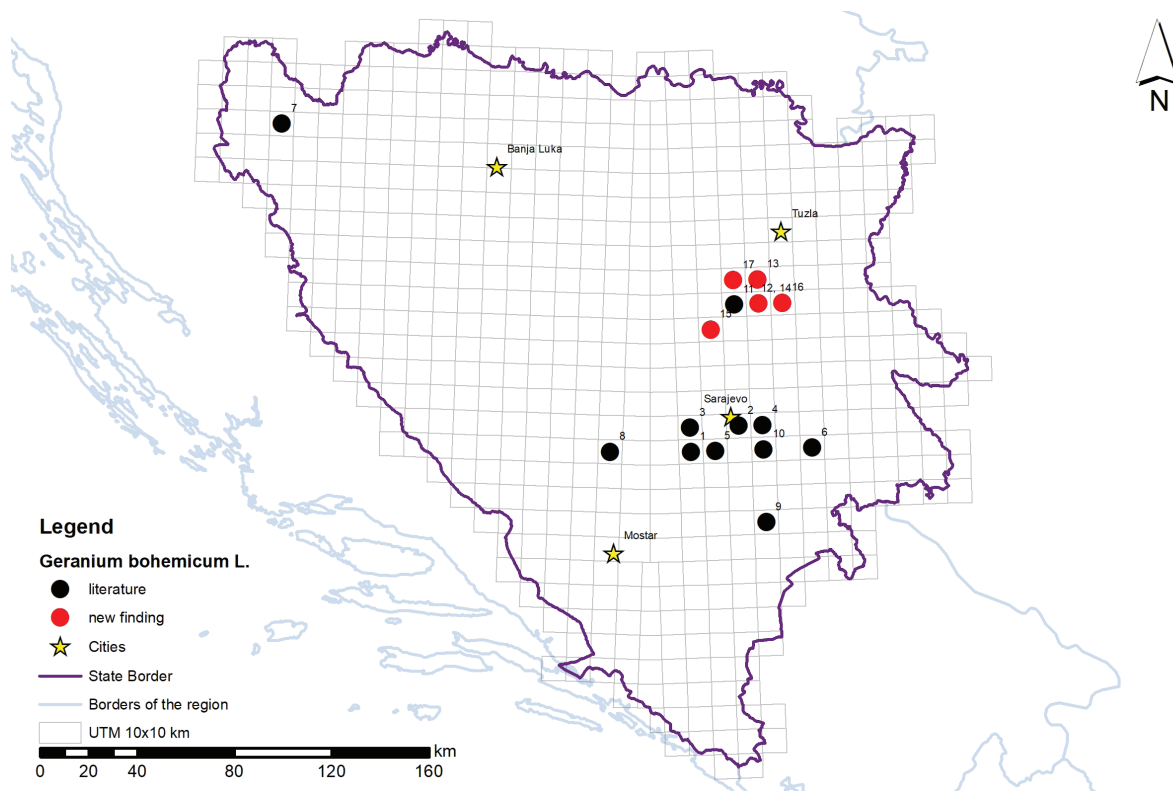 N
7
Banja Luka
Tuzla
17
13
11
12, 14
16
15
Sarajevo
3
2
4
8
1
5
10
6
9
Mostar
Legend
Geranium bohemicum L.
literature
new finding
Cities
State Border
Borders of the region
UTM 10x10 km
km
0 20 40 80 120 160